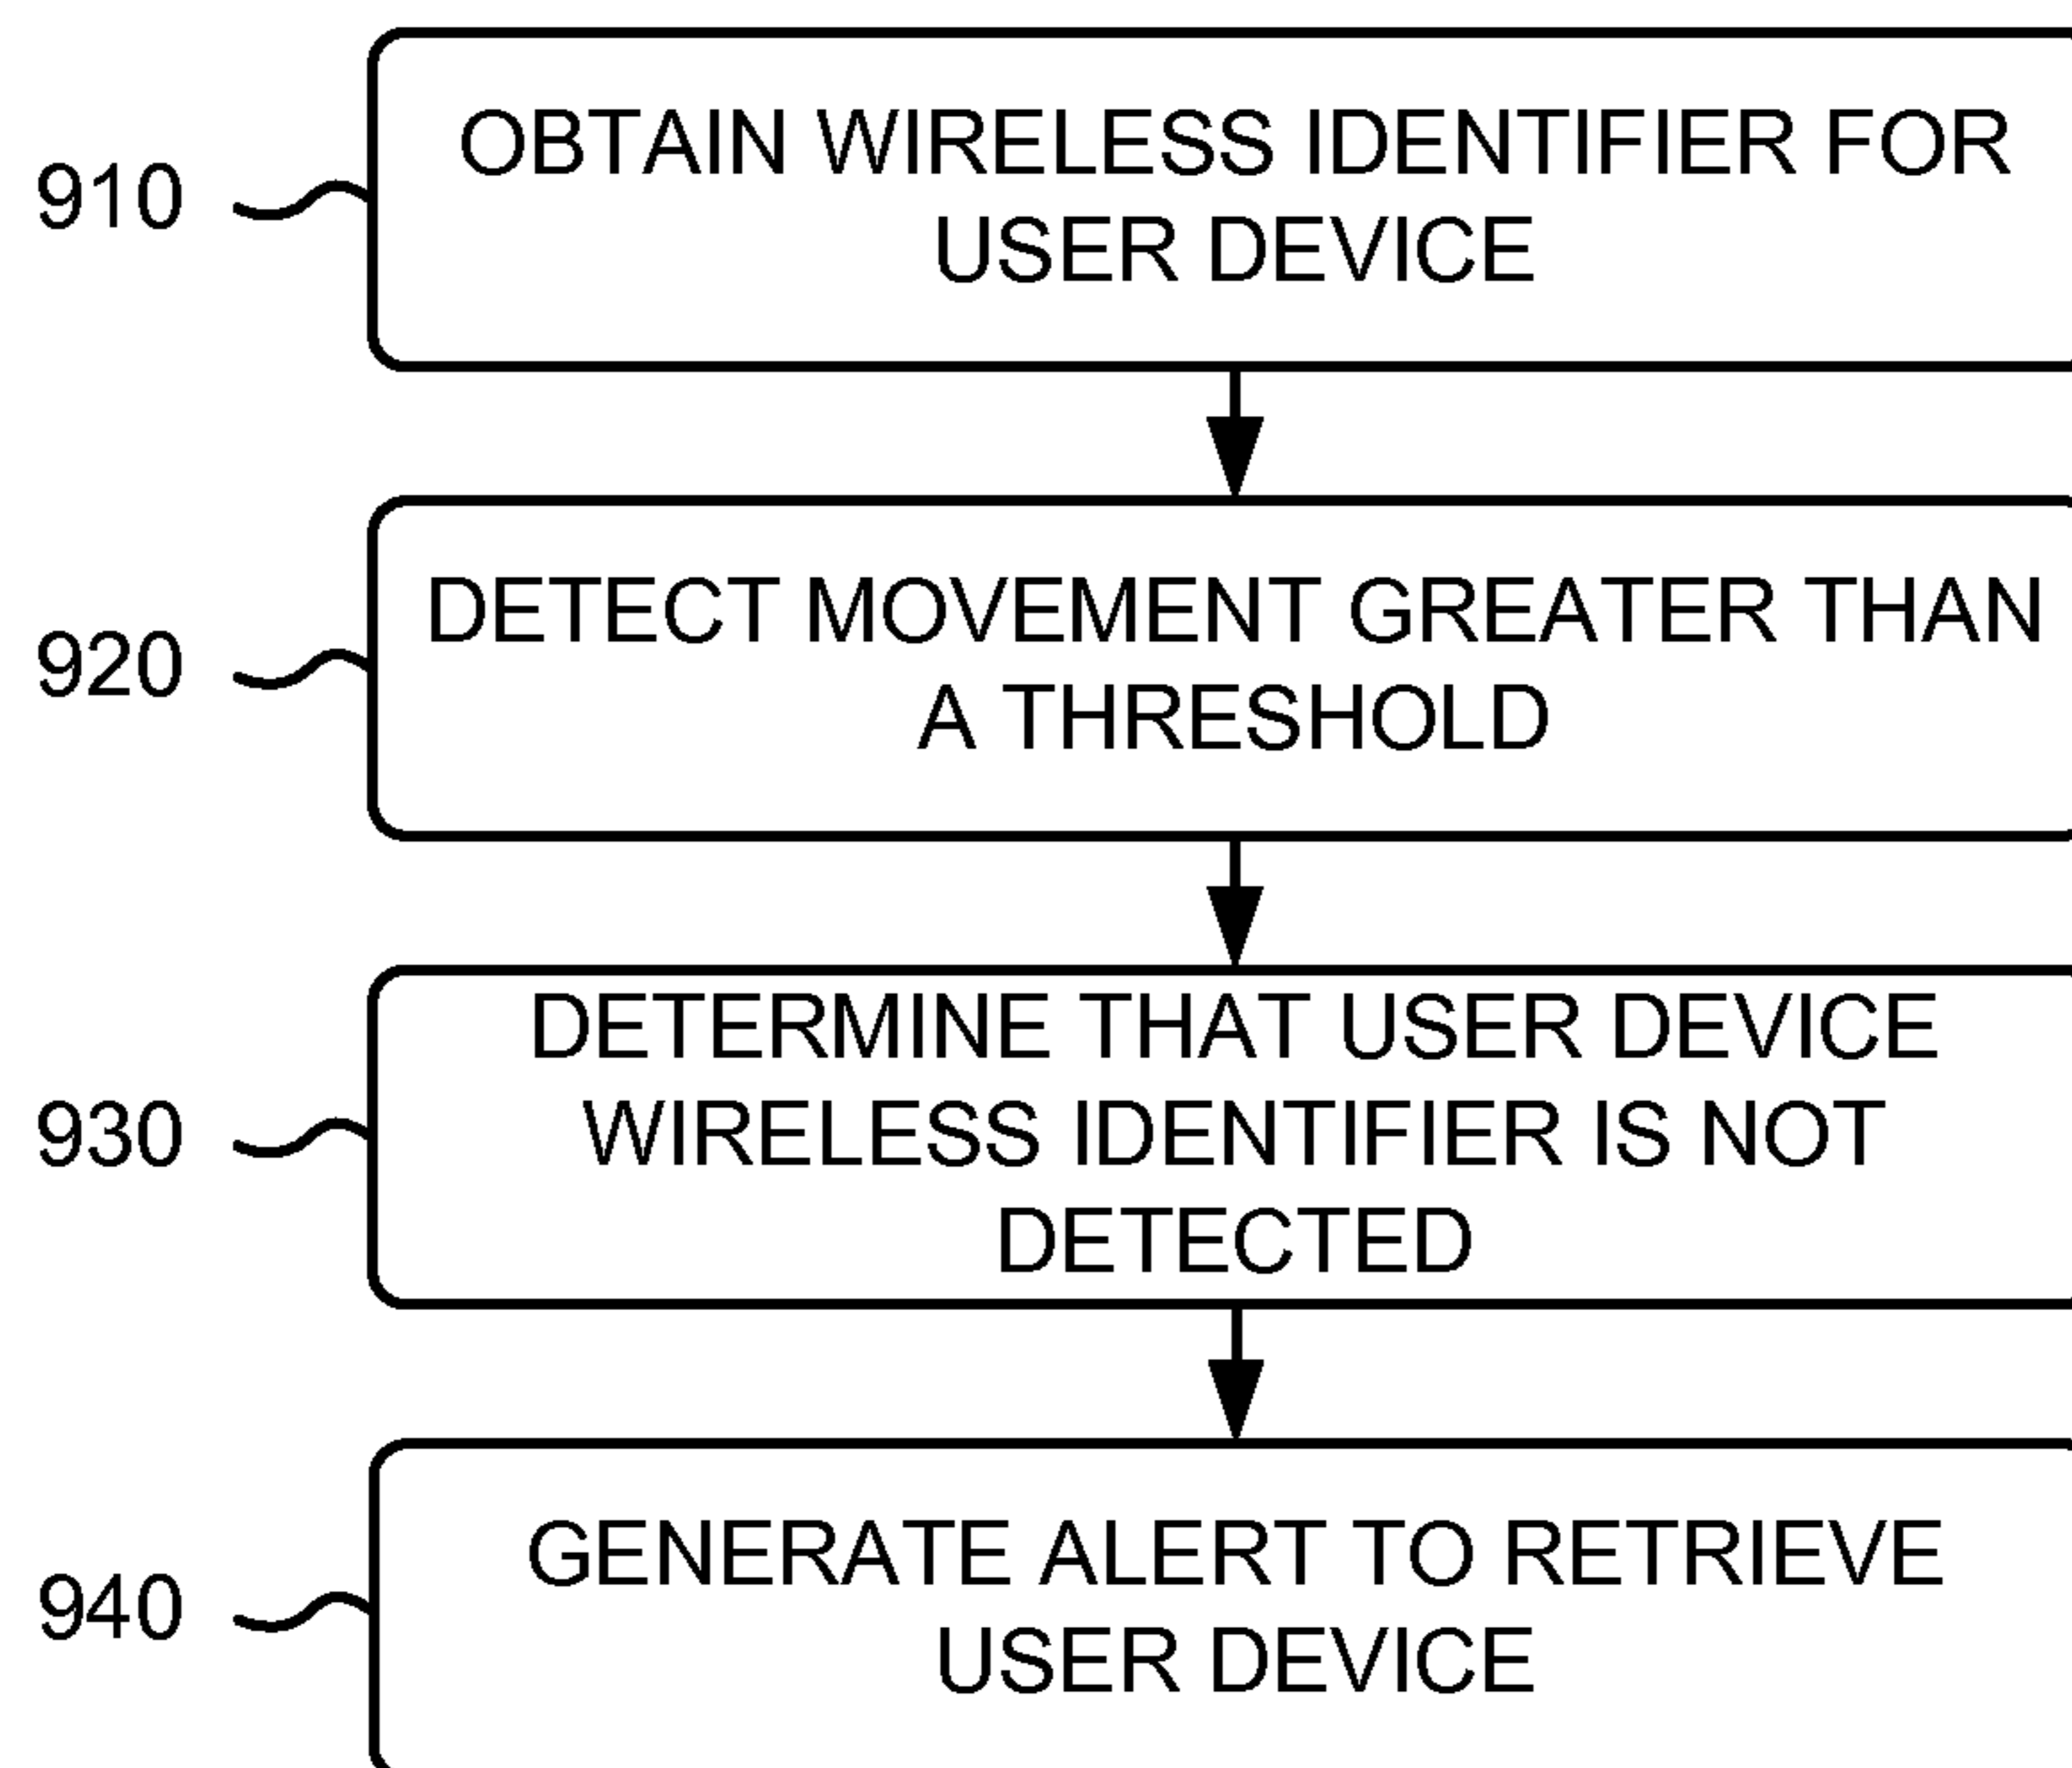 910
OBTAIN WIRELESS IDENTIFIER FOR
USER DEVICE
920
DETECT MOVEMENT GREATER THAN
A THRESHOLD
930
DETERMINE THAT USER DEVICE
WIRELESS IDENTIFIER IS NOT
DETECTED
940
GENERATE ALERT TO RETRIEVE
USER DEVICE